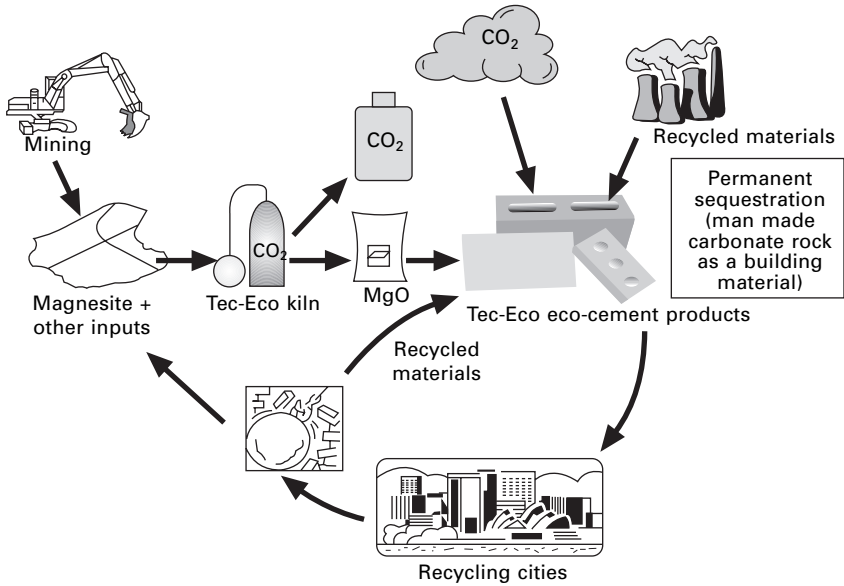 CO2
Mining
CO2
Recycled materials
Permanent
sequestration
(man made
carbonate rock
as a building
material)
CO2
Magnesite +
other inputs
Tec-Eco kiln
MgO
Tec-Eco eco-cement products
Recycled
materials
Recycling cities